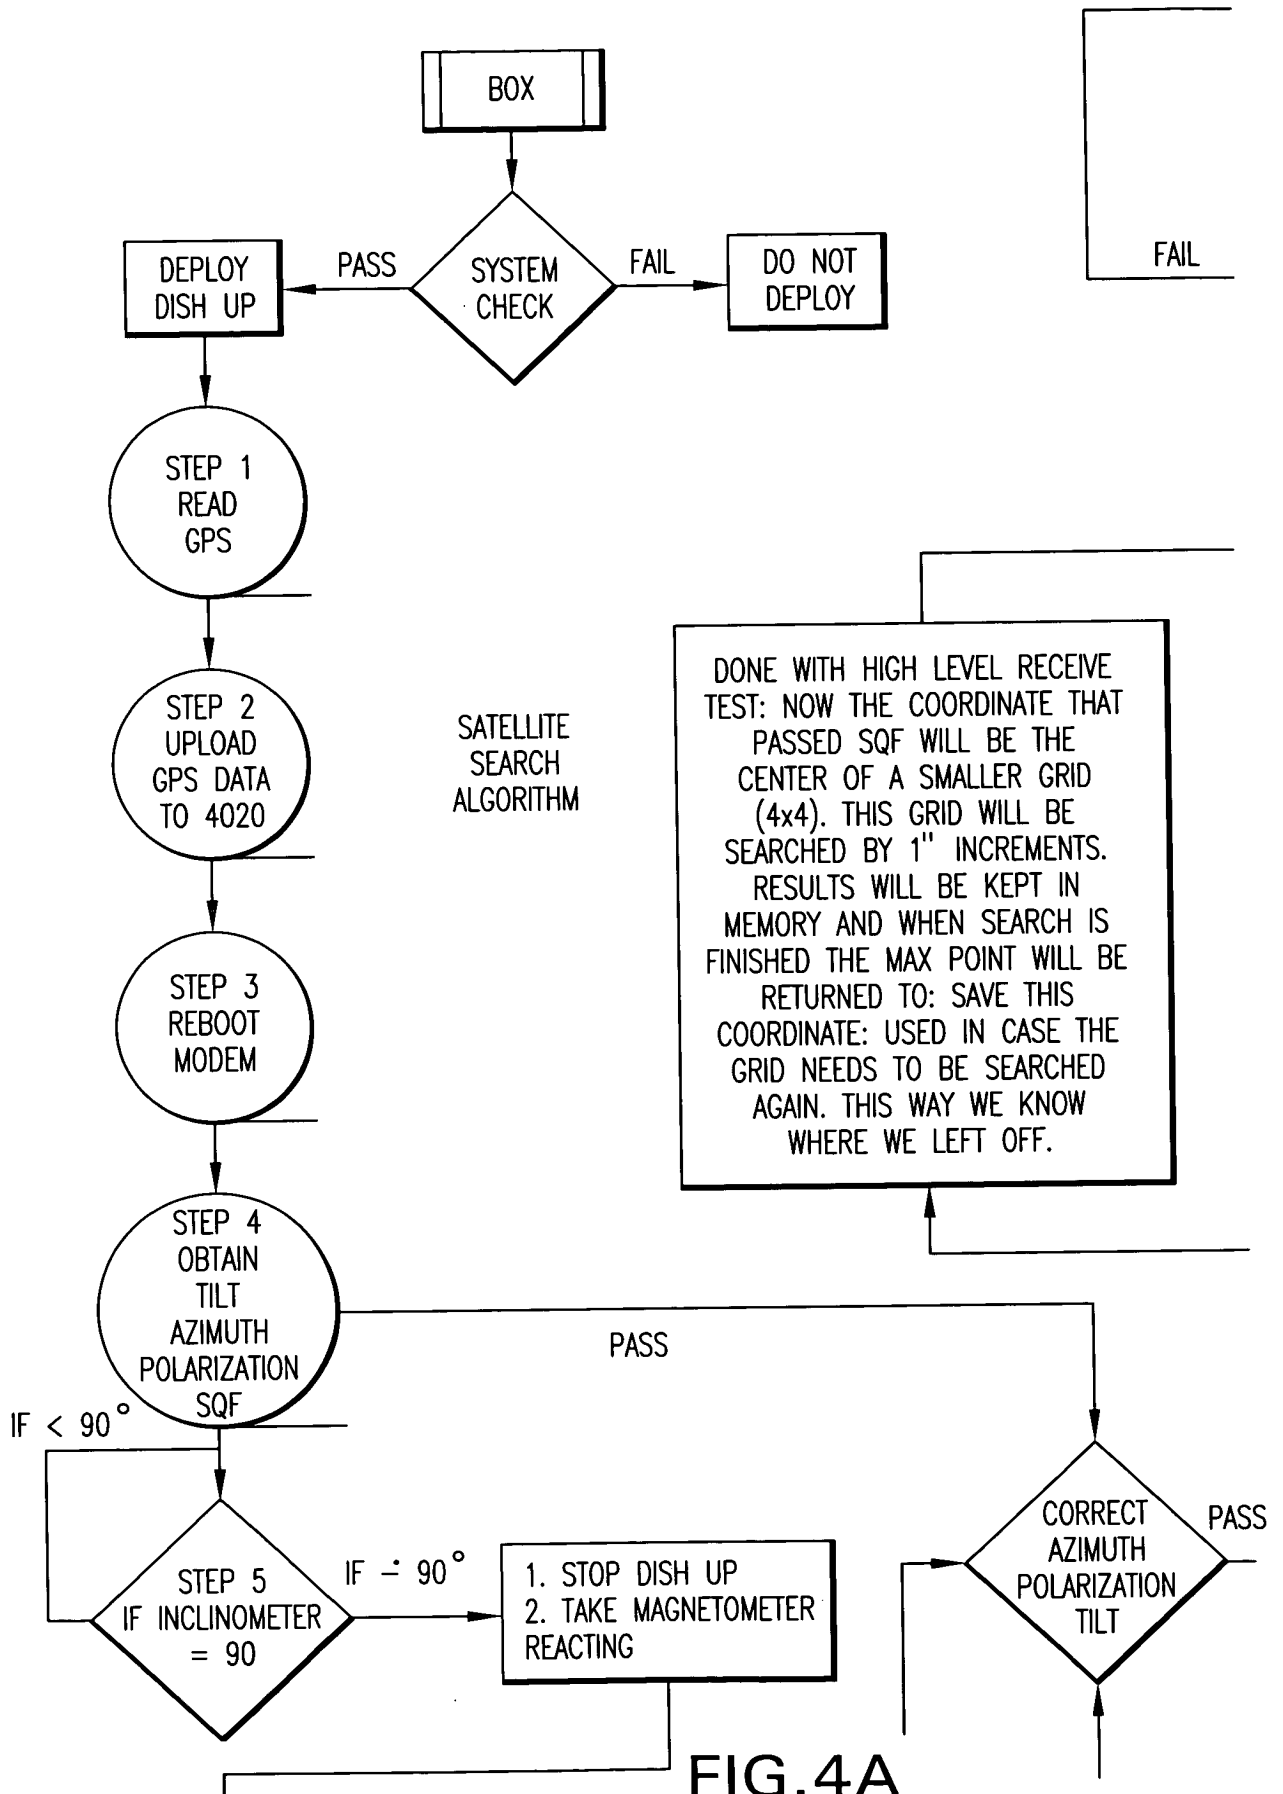 BOX
SYSTEM
CHECK
PASS
FAIL
DEPLOY
DISH UP
DO NOT
DEPLOY
FAIL
STEP 1
READ
GPS
STEP 2
UPLOAD
GPS DATA
TO 4020
SATELLITE
SEARCH
ALGORITHM
DONE WITH HIGH LEVEL RECEIVE
TEST: NOW THE COORDINATE THAT
PASSED SQF WILL BE THE
CENTER OF A SMALLER GRID
(4x4). THIS GRID WILL BE
SEARCHED BY 1" INCREMENTS.
RESULTS WILL BE KEPT IN
MEMORY AND WHEN SEARCH IS
FINISHED THE MAX POINT WILL BE
RETURNED TO: SAVE THIS
COORDINATE: USED IN CASE THE
GRID NEEDS TO BE SEARCHED
AGAIN. THIS WAY WE KNOW
WHERE WE LEFT OFF.
STEP 3
REBOOT
MODEM
STEP 4
OBTAIN
TILT
AZIMUTH
POLARIZATION
SQF
PASS
IF < 90°
STEP 5
IF INCLINOMETER
= 90
IF ∸ 90°
1. STOP DISH UP
2. TAKE MAGNETOMETER
REACTING
CORRECT
AZIMUTH
POLARIZATION
TILT
PASS
FIG.4A